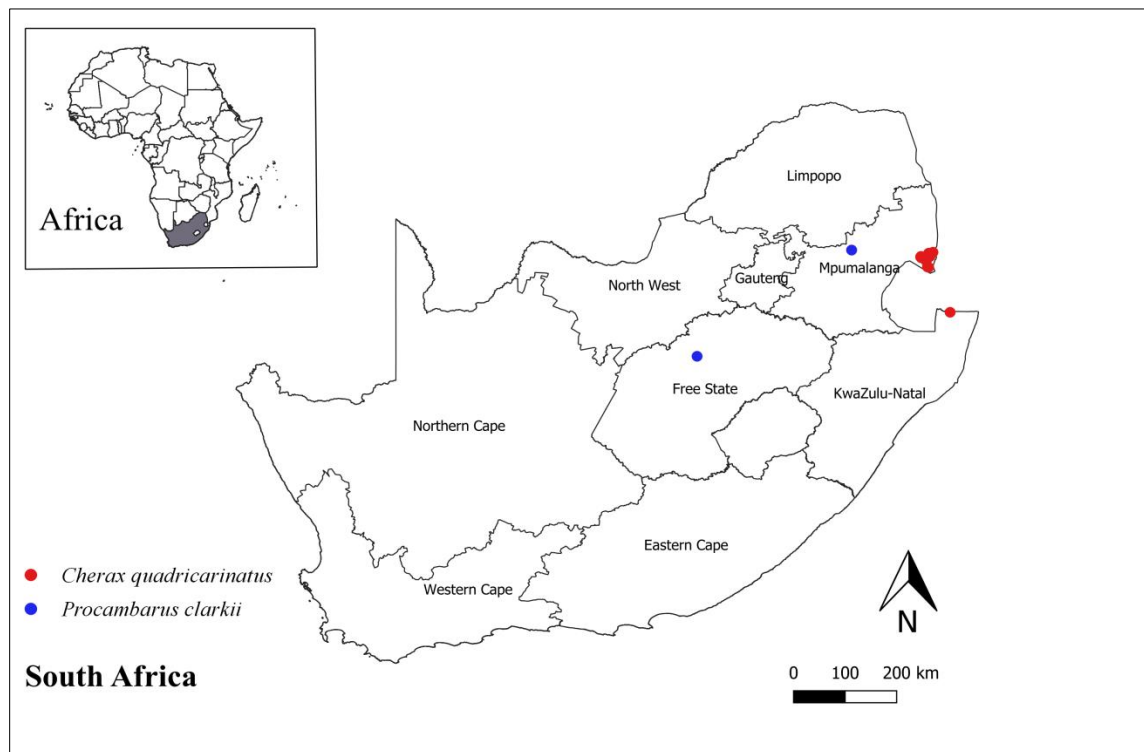 Africa
Limpopo
Mpumalanga
Gauteng
North West
Free State
KwaZulu-Natal
Northern Cape
Eastern Cape
Western Cape
Cherax quadricarinatus
Procambarus clarkii
South Africa
N
0 100 200 km